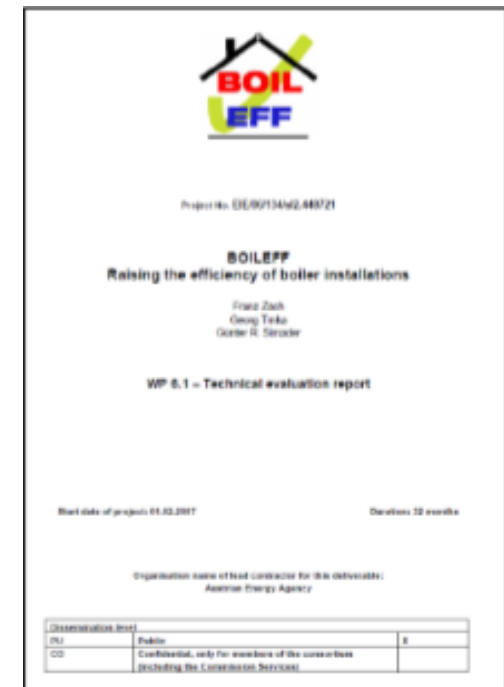 BOIL
EFF
Project No. EIE/06/134/
BOILEFF
Raising the efficiency of boiler installations
Franz Zach
Georg Trnka
Günter R. Simader
WP 6.1 – Technical evaluation report
Start date of project: 01.02.2007
Duration: 32 months
Organisation name of lead contractor for this deliverable:
Austrian Energy Agency
Dissemination level
PU Public X
CO Confidential, only for members of the consortium
(including the Commission Services)